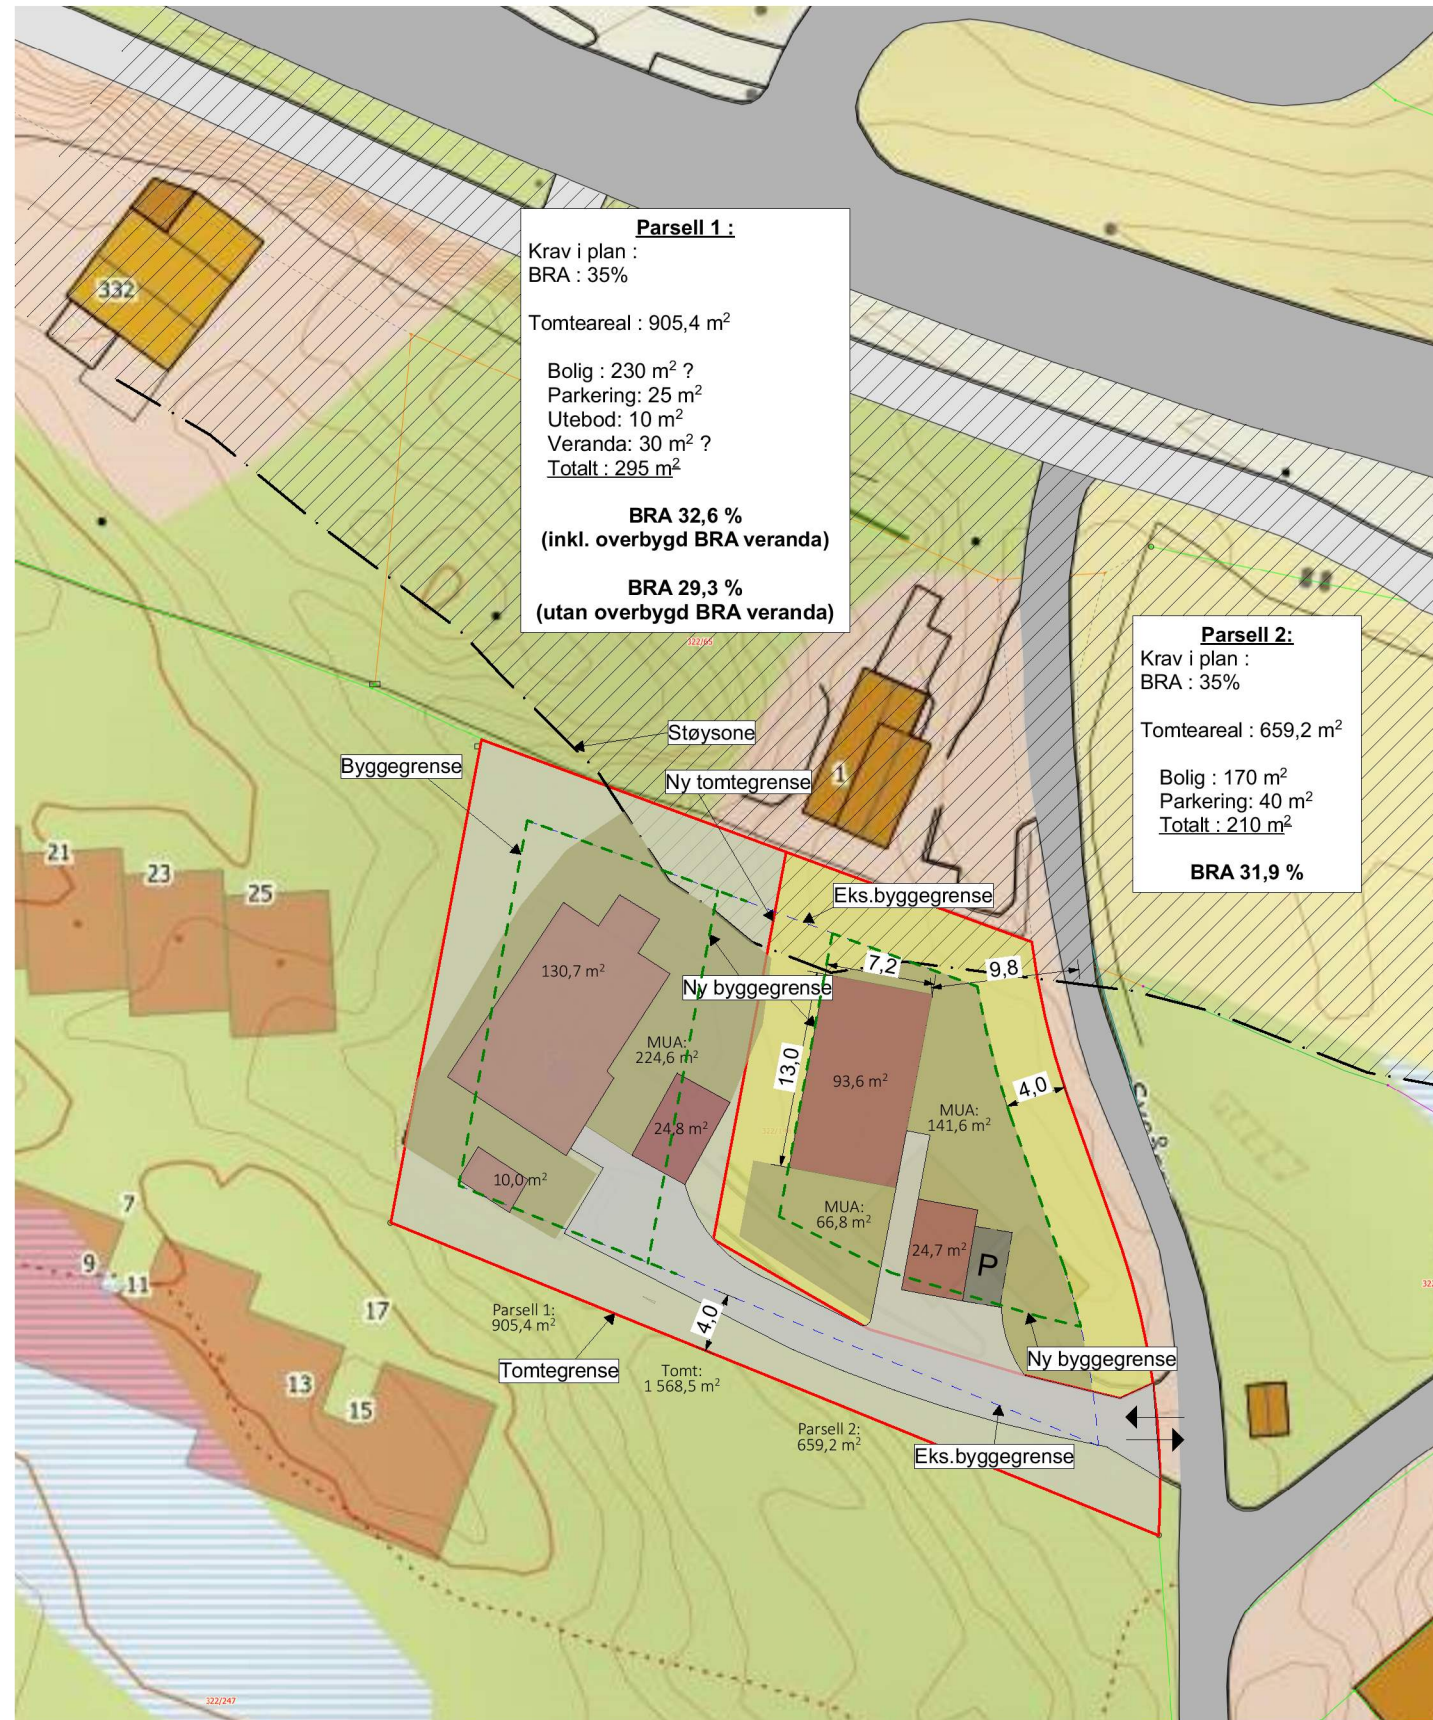 332
Parsell 1 :
Krav i plan :
BRA : 35%
Tomteareal : 905,4 m²
Bolig : 230 m² ?
Parkering: 25 m²
Utebod: 10 m²
Veranda: 30 m² ?
Totalt : 295 m²
BRA 32,6 %
(inkl. overbygd BRA veranda)
BRA 29,3 %
(utan overbygd BRA veranda)
322/65
Parsell 2:
Krav i plan :
BRA : 35%
Tomteareal : 659,2 m²
Bolig : 170 m²
Parkering: 40 m²
Totalt : 210 m²
BRA 31,9 %
Støysone
Byggegrense
Ny tomtegrense
1
21
23
25
Eks.byggegrense
7,2
9,8
130,7 m²
Ny byggegrense
MUA:
224,6 m²
13,0
93,6 m²
4,0
MUA:
141,6 m²
24,8 m²
10,0 m²
MUA:
66,8 m²
24,7 m²
P
7
9
11
17
13
15
Parsell 1:
905,4 m²
4,0
Tomtegrense
Tomt:
1 568,5 m²
Ny byggegrense
Parsell 2:
659,2 m²
Eks.byggegrense
322/247